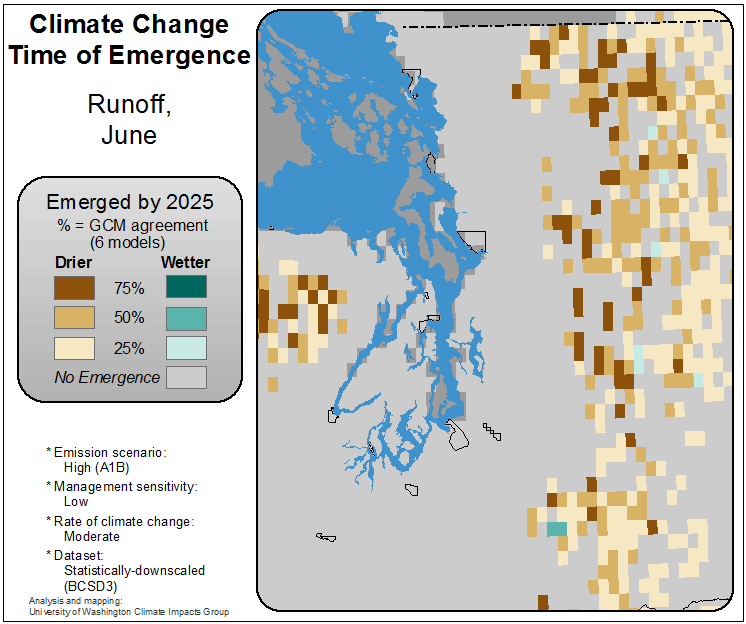 Climate Change
Time of Emergence
Runoff,
June
Emerged by 2025
% = GCM agreement
(6 models)
Drier Wetter
75%
50%
25%
No Emergence
* Emission scenario:
High (A1B)
* Management sensitivity:
Low
* Rate of climate change:
Moderate
* Dataset:
Statistically-downscaled
(BCSD3)
Analysis and mapping:
University of Washington Climate Impacts Group